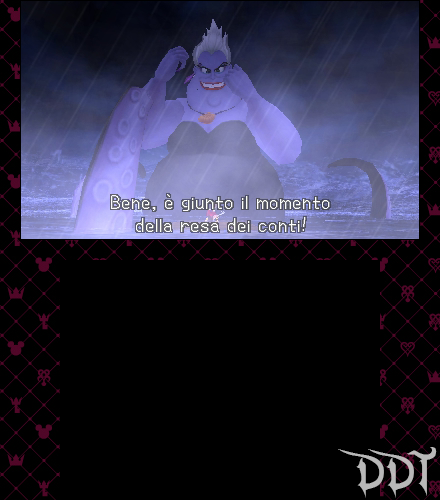 Bene, è giunto il momento
della resa dei conti!
DDT